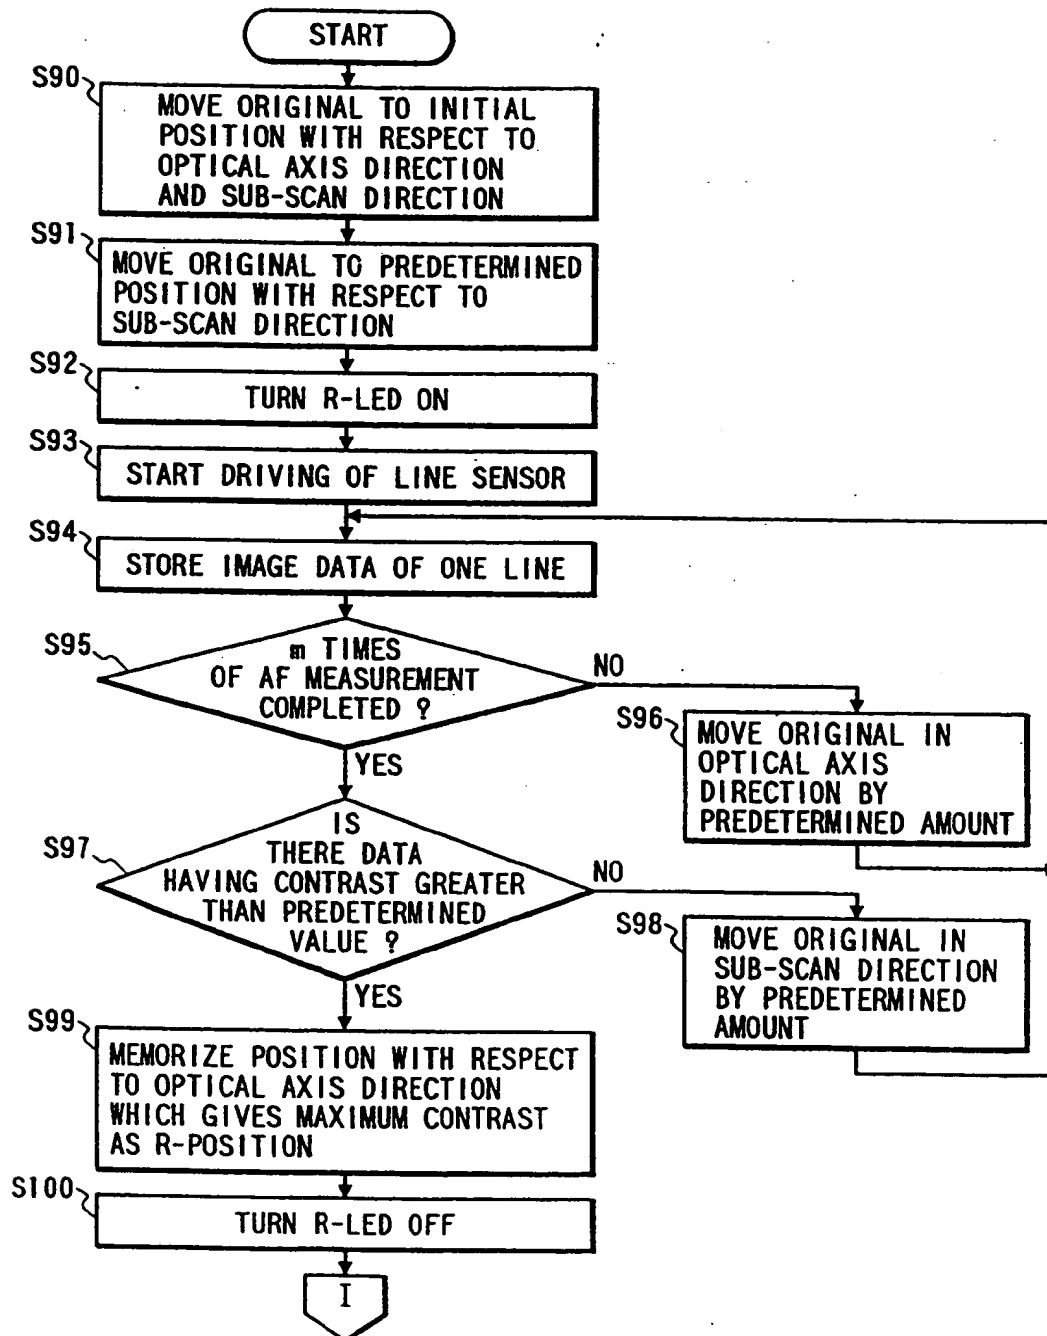 START
S90
MOVE ORIGINAL TO INITIAL
POSITION WITH RESPECT TO
OPTICAL AXIS DIRECTION
AND SUB-SCAN DIRECTION
S91
MOVE ORIGINAL TO PREDETERMINED
POSITION WITH RESPECT TO
SUB-SCAN DIRECTION
S92
TURN R-LED ON
S93
START DRIVING OF LINE SENSOR
S94
STORE IMAGE DATA OF ONE LINE
S95
m TIMES
OF AF MEASUREMENT
COMPLETED ?
NO
YES
S96
MOVE ORIGINAL IN
OPTICAL AXIS
DIRECTION BY
PREDETERMINED AMOUNT
S97
IS
THERE DATA
HAVING CONTRAST GREATER
THAN PREDETERMINED
VALUE ?
NO
YES
S98
MOVE ORIGINAL IN
SUB-SCAN DIRECTION
BY PREDETERMINED
AMOUNT
S99
MEMORIZE POSITION WITH RESPECT
TO OPTICAL AXIS DIRECTION
WHICH GIVES MAXIMUM CONTRAST
AS R-POSITION
S100
TURN R-LED OFF
I